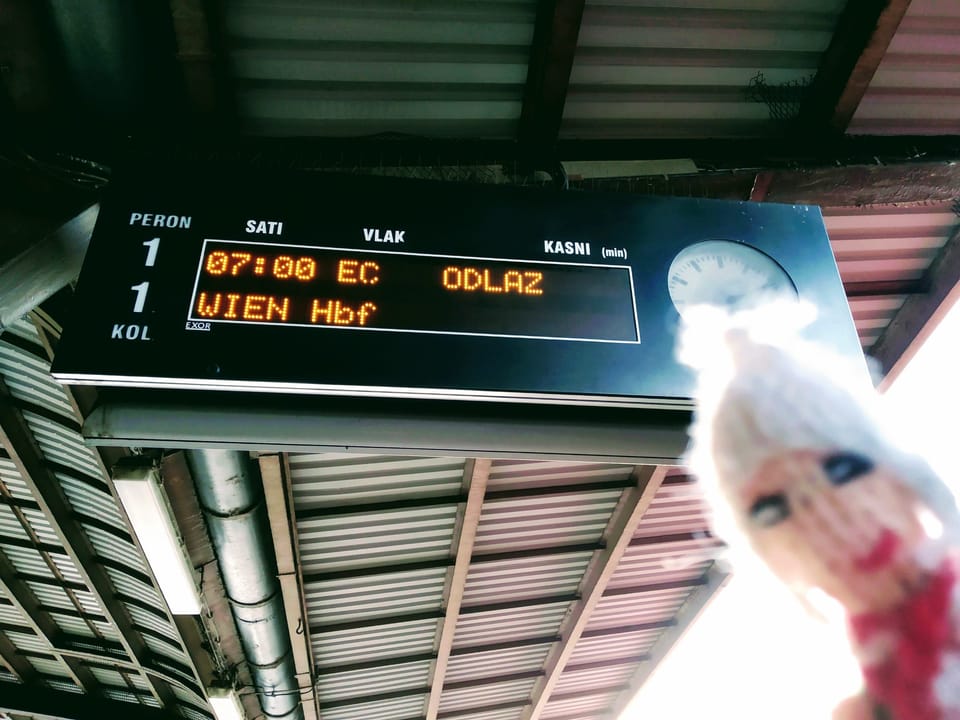 PERON
1
1
KOL
SATI VLAK KASNI (min)
07:00 EC ODLAZ
WIEN Hbf
EXOR